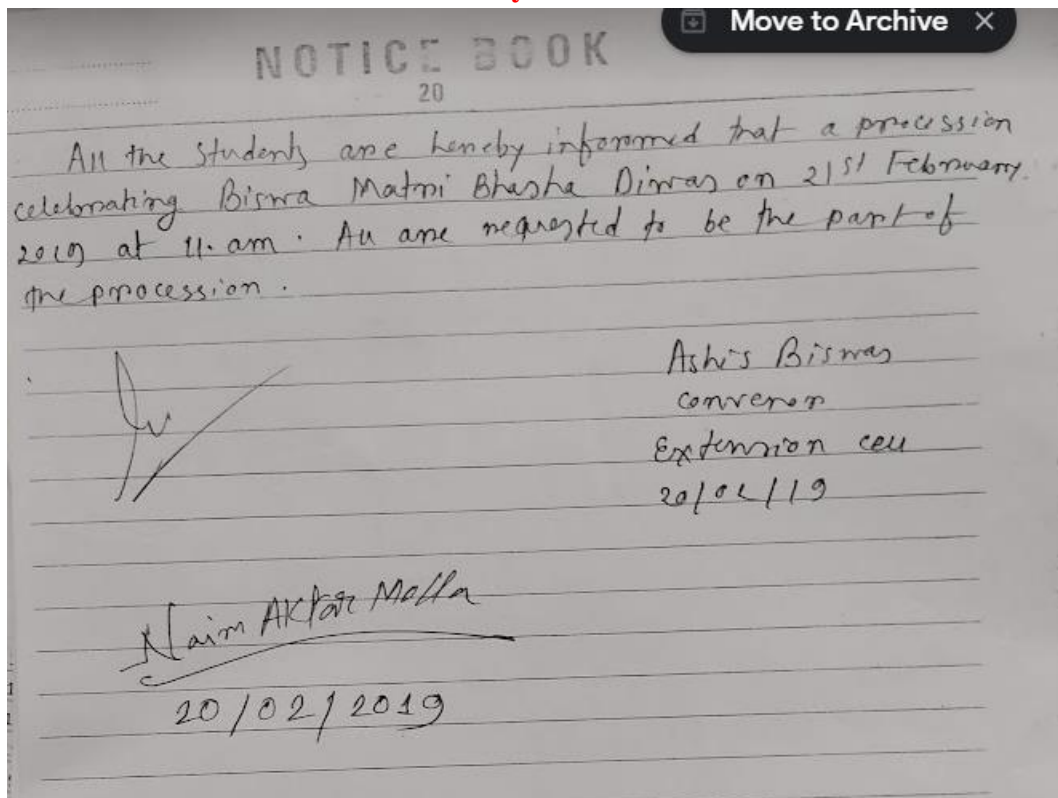 Move to Archive ×
NOTICE BOOK
20
All the Students are hereby informed that a procession
celebrating Biswa Matri Bhasha Diwas on 21st February
2019 at 11. am. All are requested to be the part of
the procession.
Ashis Biswas
convenor
Extension cell
20/02/19
Naim AKtar Molla
20/02/2019